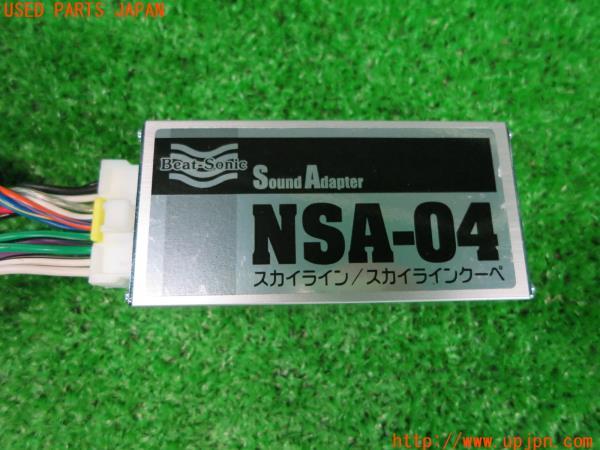 USED PARTS JAPAN
Beat-Sonic
Sound Adapter
NSA-04
スカイライン/スカイラインクーペ
http://www.upjpn.com